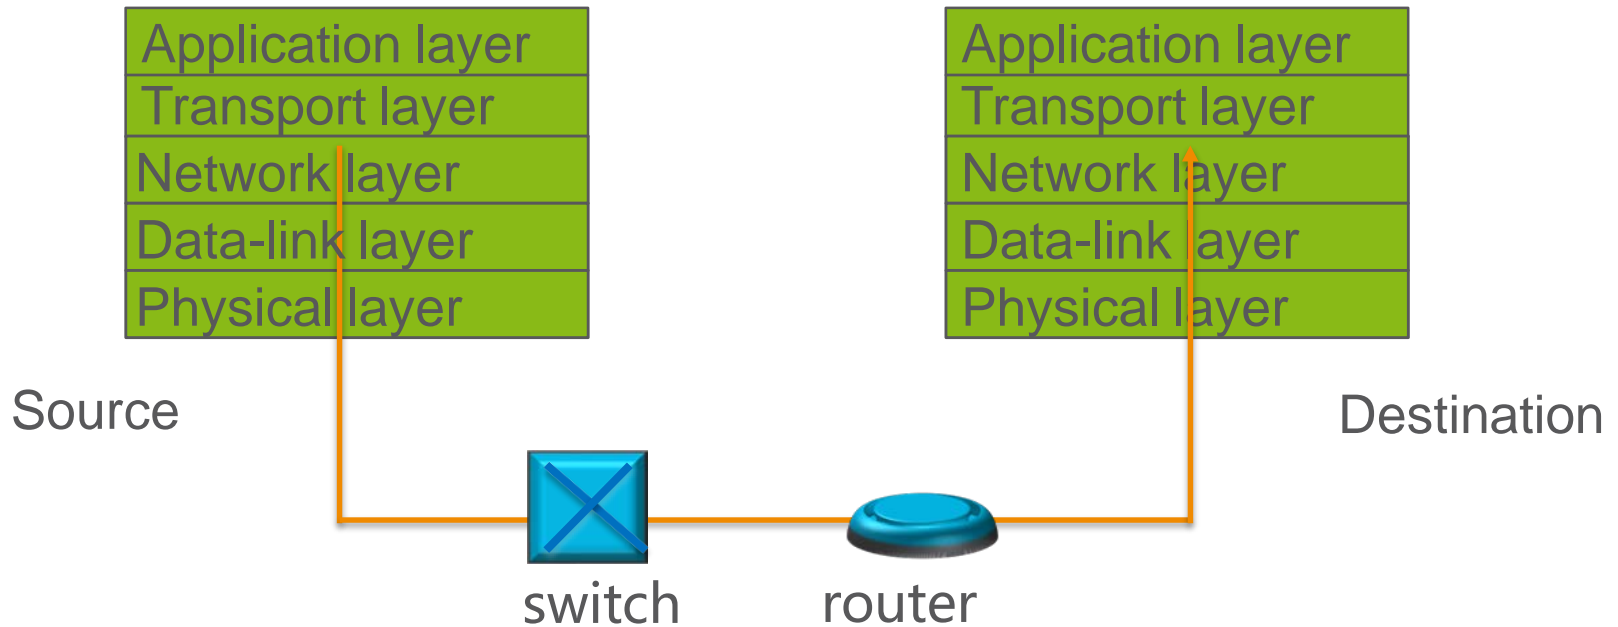 Application layer
Transport layer
Network layer
Data-link layer
Physical layer
Application layer
Transport layer
Network layer
Data-link layer
Physical layer
Source
Destination
switch
router